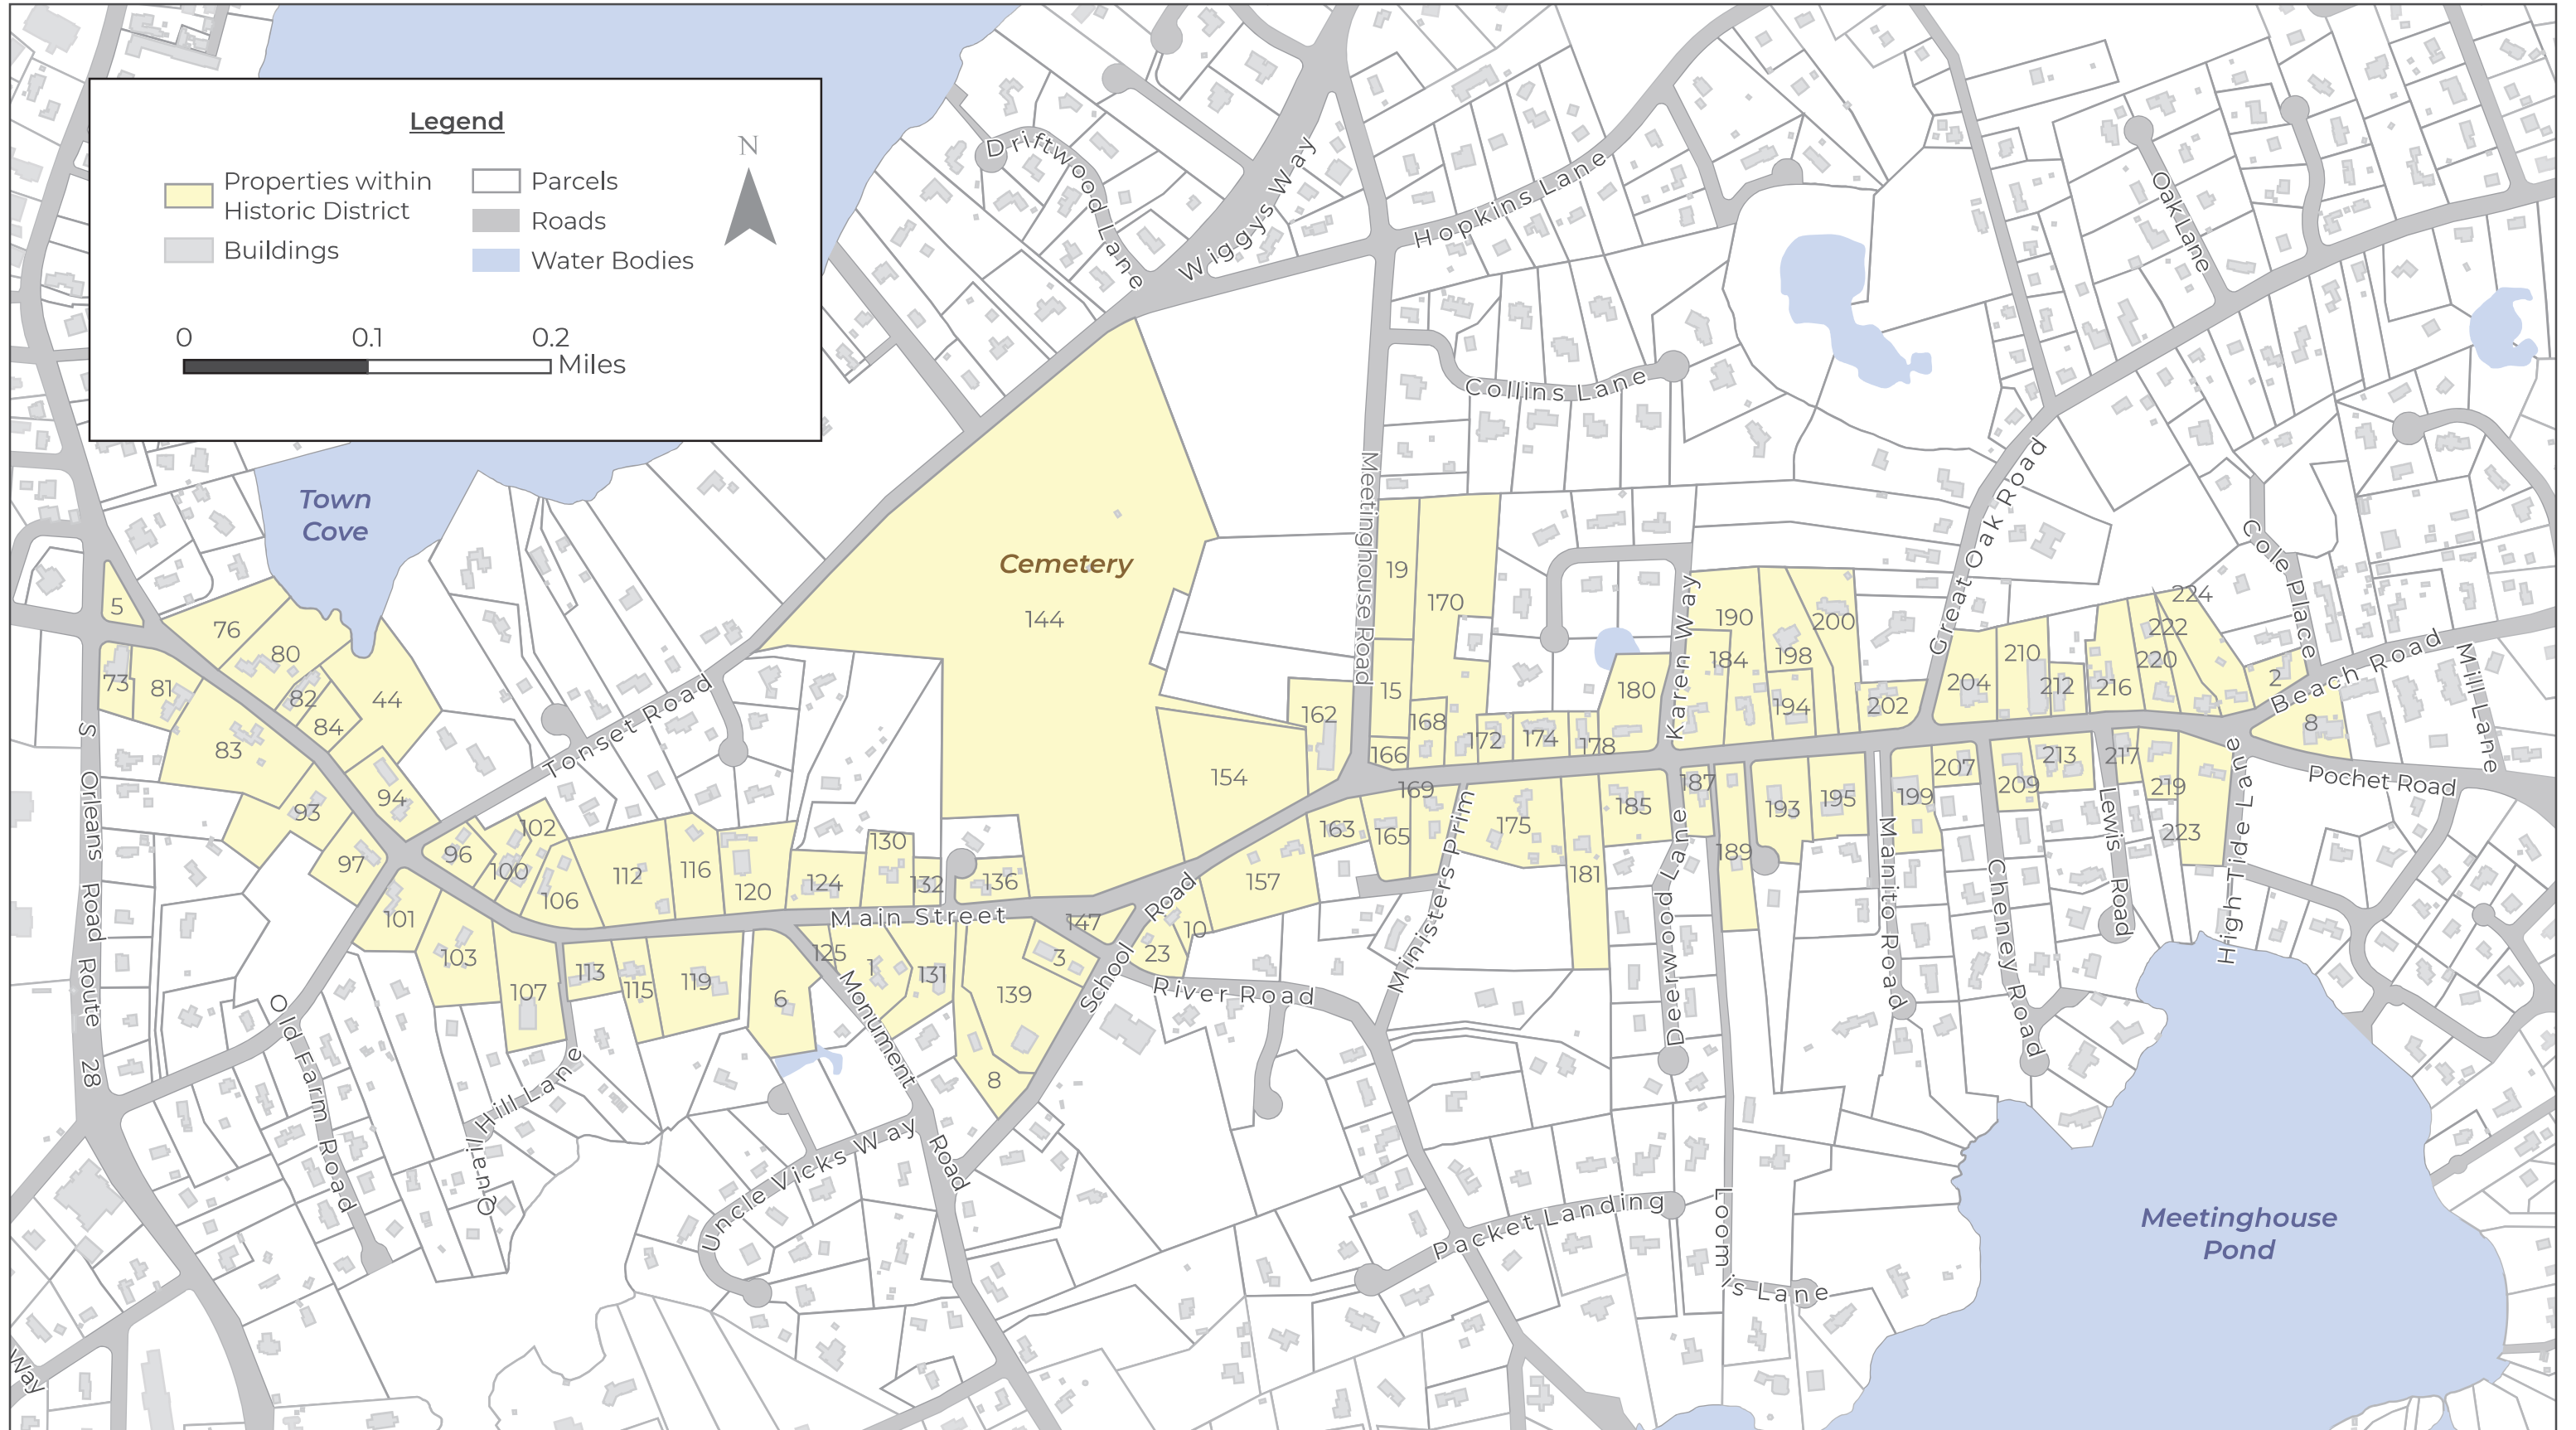 Legend
N
Properties within
Historic District
Buildings
Parcels
Roads
Water Bodies
0 0.1 0.2
Miles
Driftwood Lane
Wiggys Way
Hopkins Lane
Oak Lane
Collins Lane
Town
Cove
Cemetery
144
Meetinghouse Road
Great Oak Road
Cole Place
Beach Road
Mill Lane
Pochet Road
Karen Way
Tonset Road
Main Street
S Orleans Road Route 28
Old Farm Road
Quail Hill Lane
Monument Road
Uncle Vicks Way
School Road
River Road
Ministers Prim
Deerwood Lane
Loomis Lane
Packet Landing
Manito Road
Cheney Road
Lewis Road
High Tide Lane
Meetinghouse
Pond
Way
5
76
80
82
84
44
73
81
83
93
94
97
96
100
102
101
103
106
107
112
113
115
116
119
120
124
125
130
132
136
1
131
6
139
3
8
147
10
23
154
157
162
163
165
166
168
169
170
15
19
172
174
175
178
180
181
184
185
187
189
190
193
194
195
198
199
200
202
204
207
209
210
212
213
216
217
219
220
222
223
224
2
8